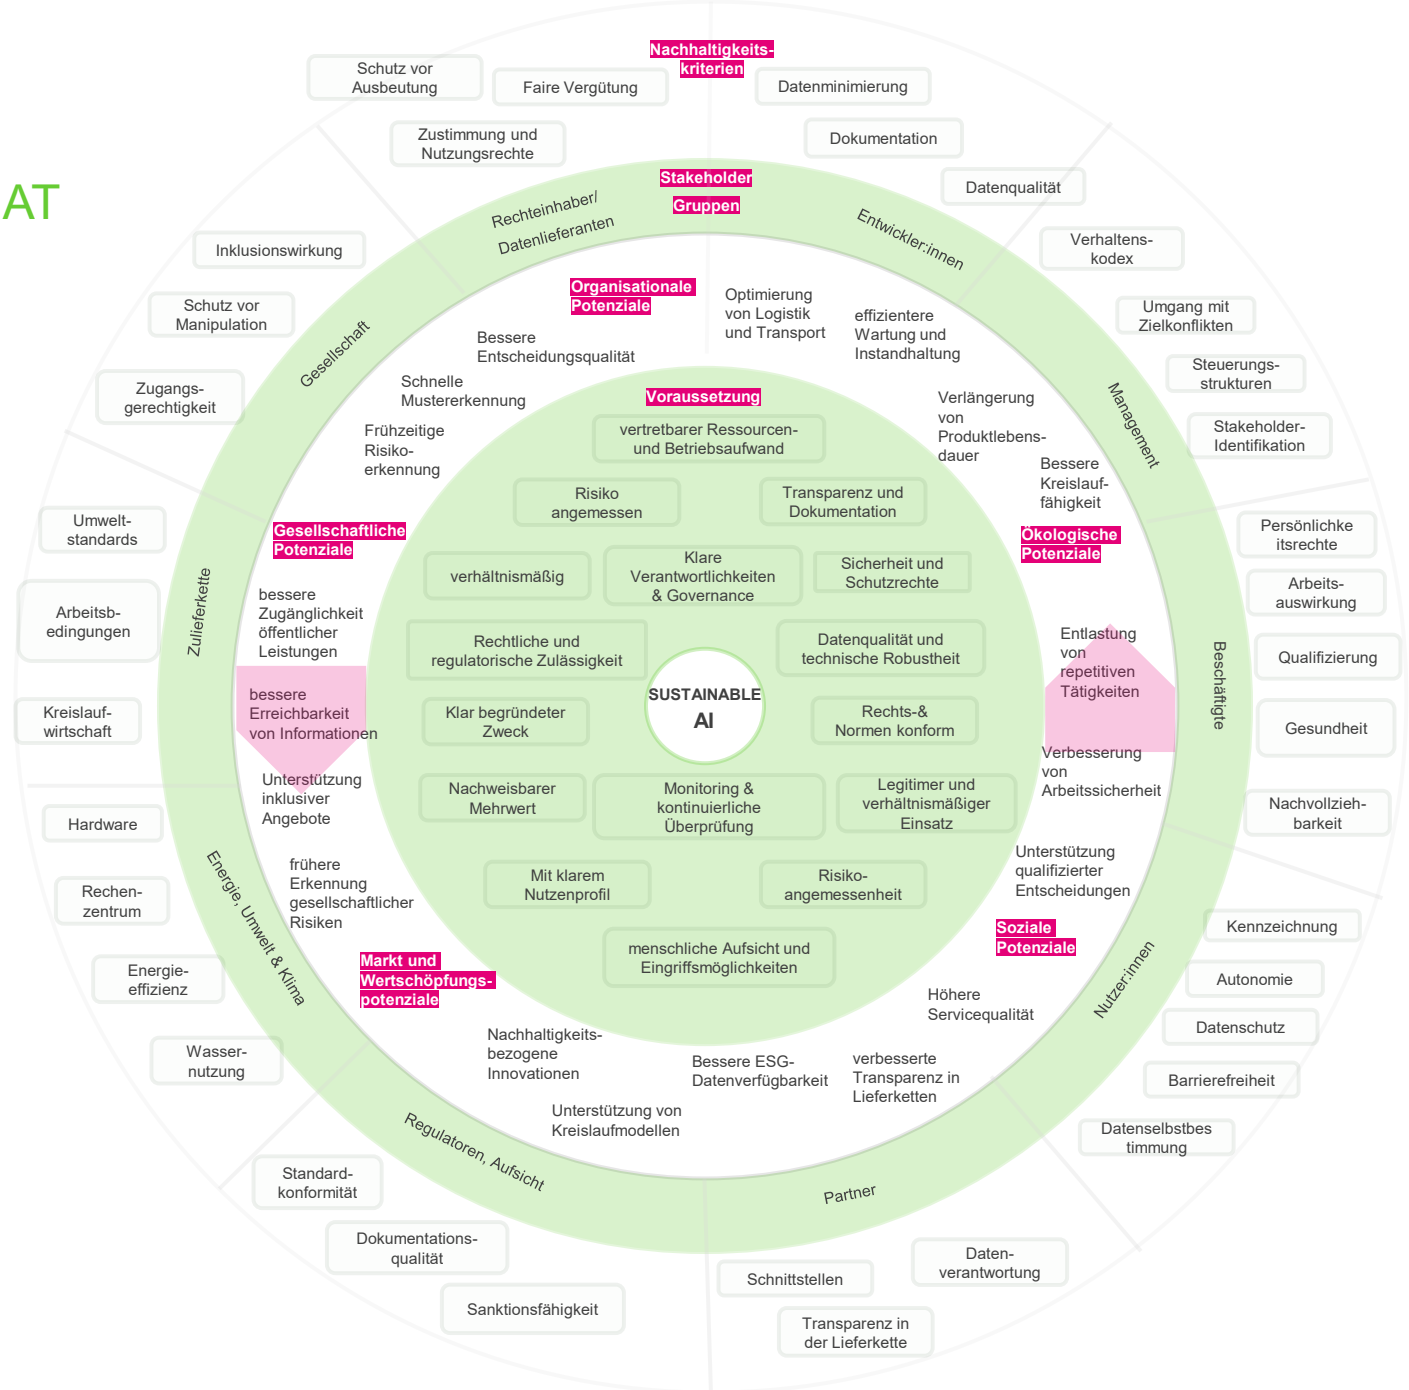 AT
Nachhaltigkeits-
kriterien
Schutz vor
Ausbeutung
Faire Vergütung
Zustimmung und
Nutzungsrechte
Datenminimierung
Dokumentation
Datenqualität
Verhaltens-
kodex
Umgang mit
Zielkonflikten
Steuerungs-
strukturen
Stakeholder-
Identifikation
Persönlichke
itsrechte
Arbeits-
auswirkung
Qualifizierung
Gesundheit
Nachvollzieh-
barkeit
Kennzeichnung
Autonomie
Datenschutz
Barrierefreiheit
Datenselbstbes
timmung
Daten-
verantwortung
Schnittstellen
Transparenz in
der Lieferkette
Sanktionsfähigkeit
Dokumentations-
qualität
Standard-
konformität
Wasser-
nutzung
Energie-
effizienz
Rechen-
zentrum
Hardware
Kreislauf-
wirtschaft
Arbeitsb-
edingungen
Umwelt-
standards
Zugangs-
gerechtigkeit
Schutz vor
Manipulation
Inklusionswirkung
Stakeholder
Gruppen
Rechteinhaber/
Datenlieferanten
Entwickler:innen
Management
Beschäftigte
Nutzer:innen
Partner
Regulatoren, Aufsicht
Energie, Umwelt & Klima
Zulieferkette
Gesellschaft
Organisationale
Potenziale
Bessere
Entscheidungsqualität
Schnelle
Mustererkennung
Frühzeitige
Risiko-
erkennung
Optimierung
von Logistik
und Transport
effizientere
Wartung und
Instandhaltung
Verlängerung
von
Produktlebens-
dauer
Bessere
Kreislauf-
fähigkeit
Ökologische
Potenziale
Entlastung
von
repetitiven
Tätigkeiten
Verbesserung
von
Arbeitssicherheit
Unterstützung
qualifizierter
Entscheidungen
Soziale
Potenziale
Höhere
Servicequalität
verbesserte
Transparenz in
Lieferketten
Bessere ESG-
Datenverfügbarkeit
Unterstützung von
Kreislaufmodellen
Nachhaltigkeits-
bezogene
Innovationen
Markt und
Wertschöpfungs-
potenziale
frühere
Erkennung
gesellschaftlicher
Risiken
Unterstützung
inklusiver
Angebote
bessere
Erreichbarkeit
von Informationen
bessere
Zugänglichkeit
öffentlicher
Leistungen
Gesellschaftliche
Potenziale
Voraussetzung
vertretbarer Ressourcen-
und Betriebsaufwand
Risiko
angemessen
Transparenz und
Dokumentation
verhältnismäßig
Klare
Verantwortlichkeiten
& Governance
Sicherheit und
Schutzrechte
Rechtliche und
regulatorische Zulässigkeit
Datenqualität und
technische Robustheit
SUSTAINABLE
AI
Klar begründeter
Zweck
Rechts-&
Normen konform
Nachweisbarer
Mehrwert
Monitoring &
kontinuierliche
Überprüfung
Legitimer und
verhältnismäßiger
Einsatz
Mit klarem
Nutzenprofil
Risiko-
angemessenheit
menschliche Aufsicht und
Eingriffsmöglichkeiten